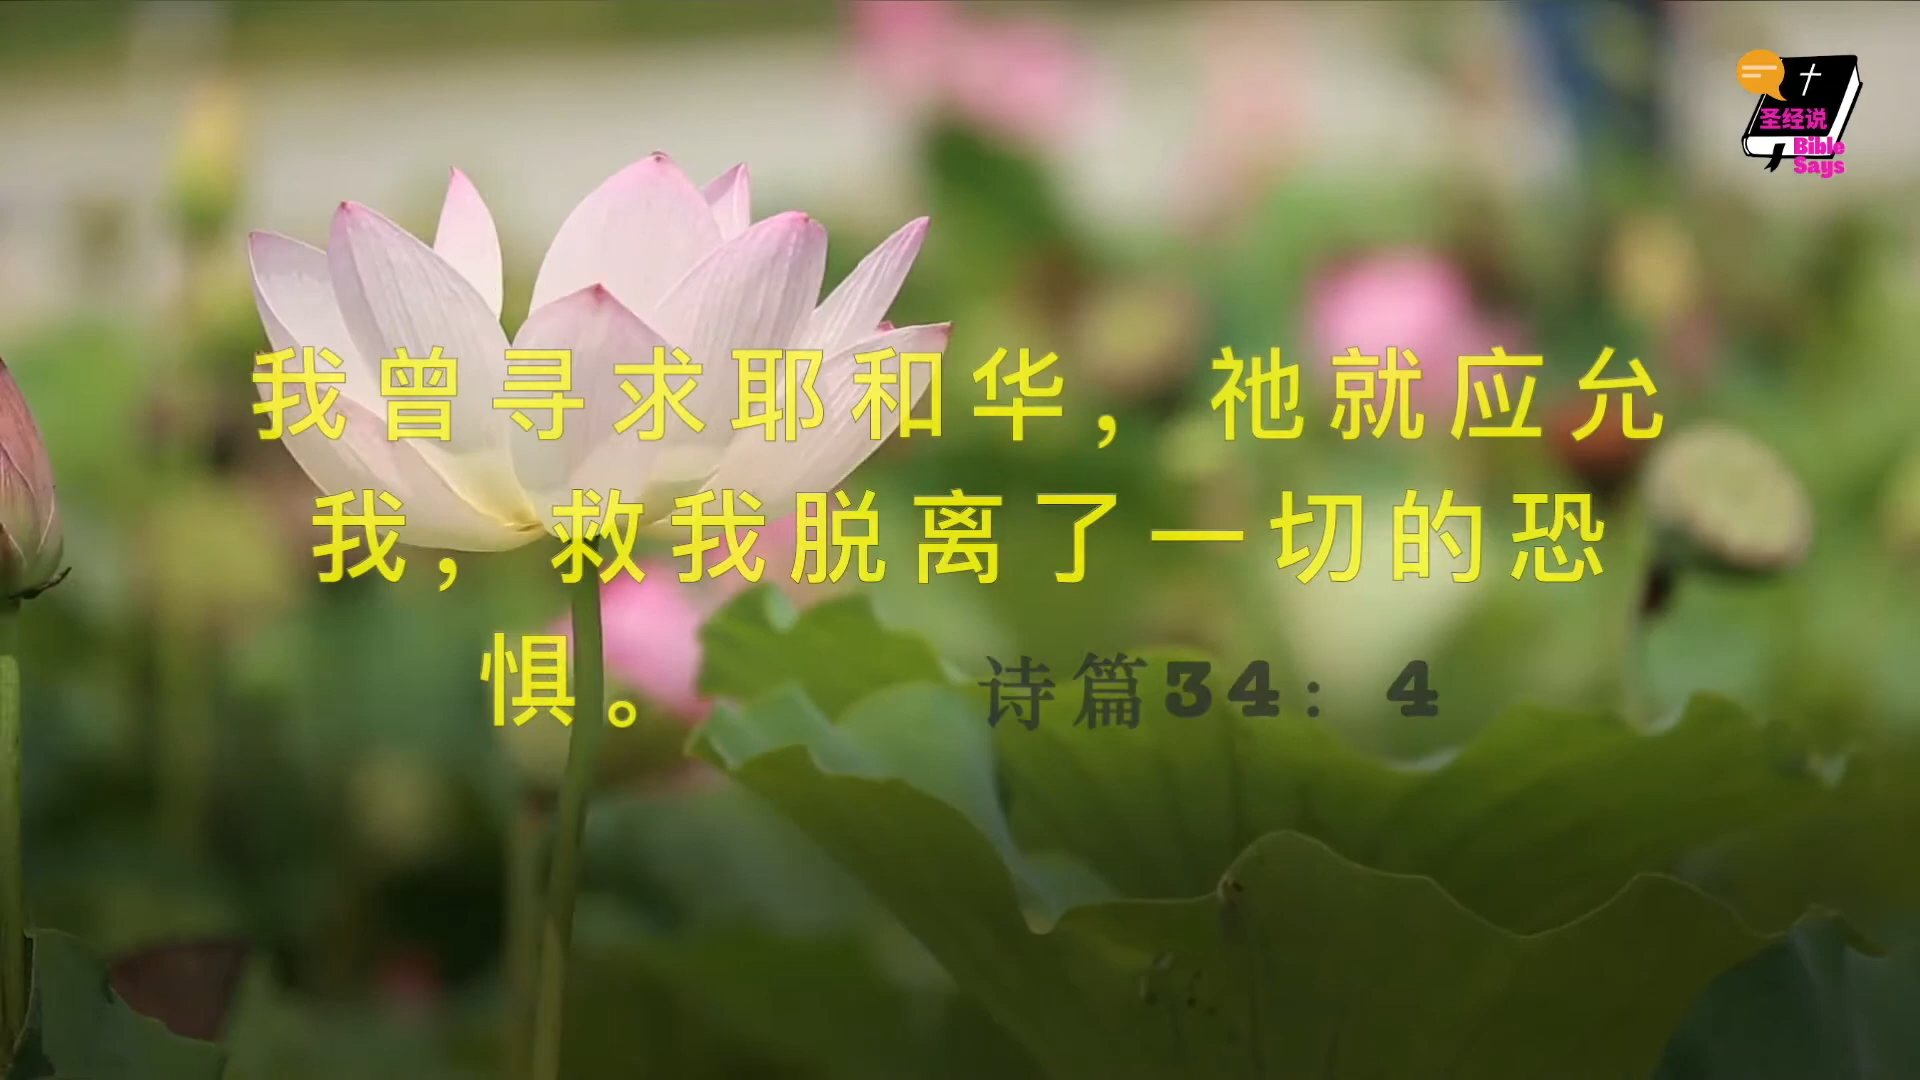 圣经说
Bible
Says
我曾寻求耶和华，祂就应允
我，救我脱离了一切的恐
惧。 诗篇34：4